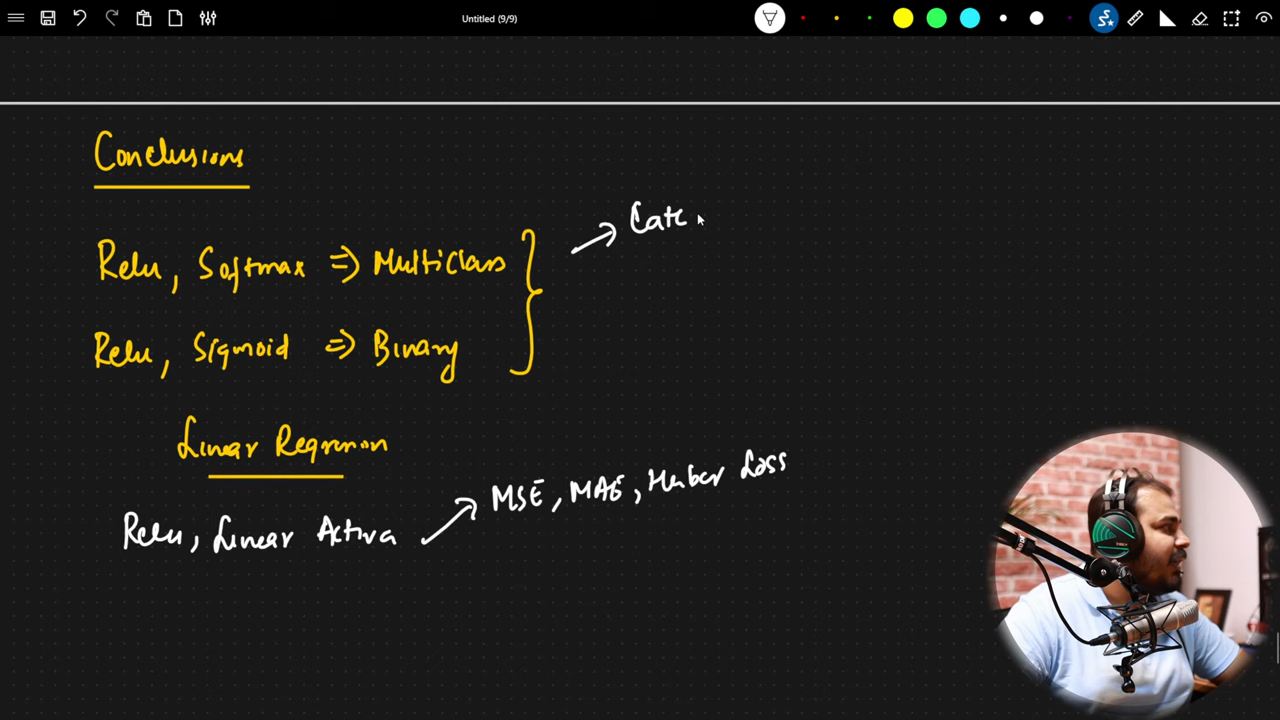 Untitled (9/9)
Conclusions
Relu, Softmax => Multiclass } → Cate
Relu, Sigmoid => Binary
Linear Regression
Relu, Linear Activa → MSE, MAE, Huber Loss